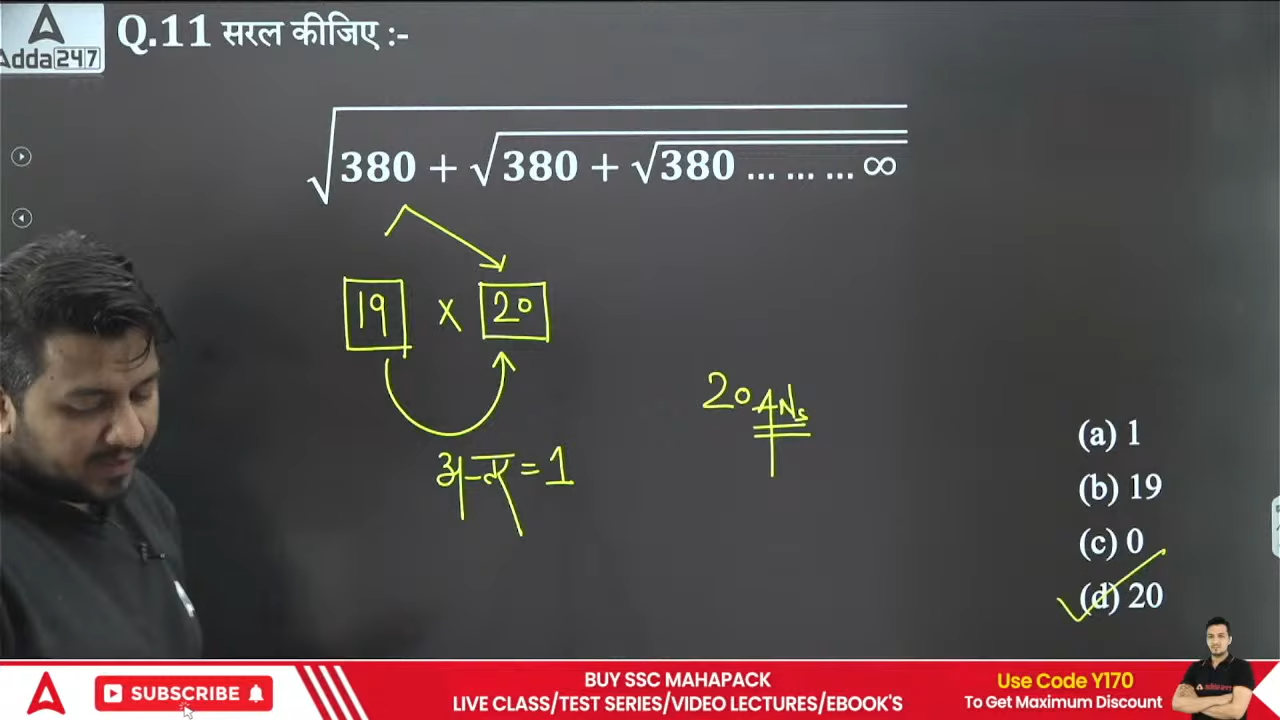 Adda247
Q.11 सरल कीजिए :-
√380 + √380 + √380 ... ... ... ∞
19 x 20
अन्तर = 1
20 ANS
(a) 1
(b) 19
(c) 0
(d) 20
SUBSCRIBE
BUY SSC MAHAPACK
LIVE CLASS/TEST SERIES/VIDEO LECTURES/EBOOK'S
Use Code Y170
To Get Maximum Discount